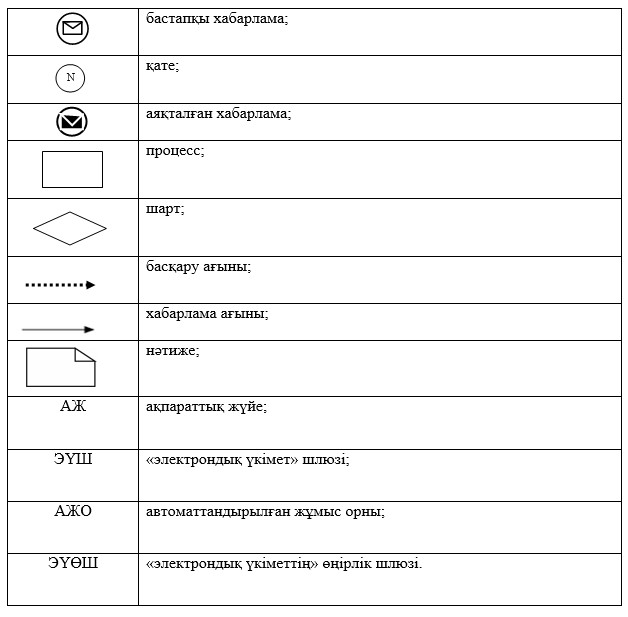 бастапқы хабарлама;
N
қате;
аяқталған хабарлама;
процесс;
шарт;
басқару ағыны;
хабарлама ағыны;
нәтиже;
АЖ
ақпараттық жүйе;
ЭҮШ
«электрондық үкімет» шлюзі;
АЖО
автоматтандырылған жұмыс орны;
ЭҮӨШ
«электрондық үкіметтің» өңірлік шлюзі.